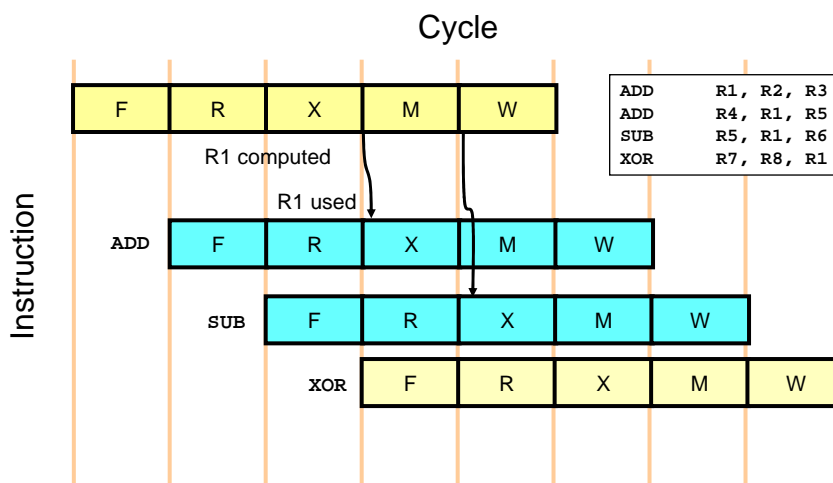 Cycle
F R X M W
ADD R1, R2, R3
ADD R4, R1, R5
SUB R5, R1, R6
XOR R7, R8, R1
R1 computed
R1 used
ADD F R X M W
SUB F R X M W
XOR F R X M W
Instruction